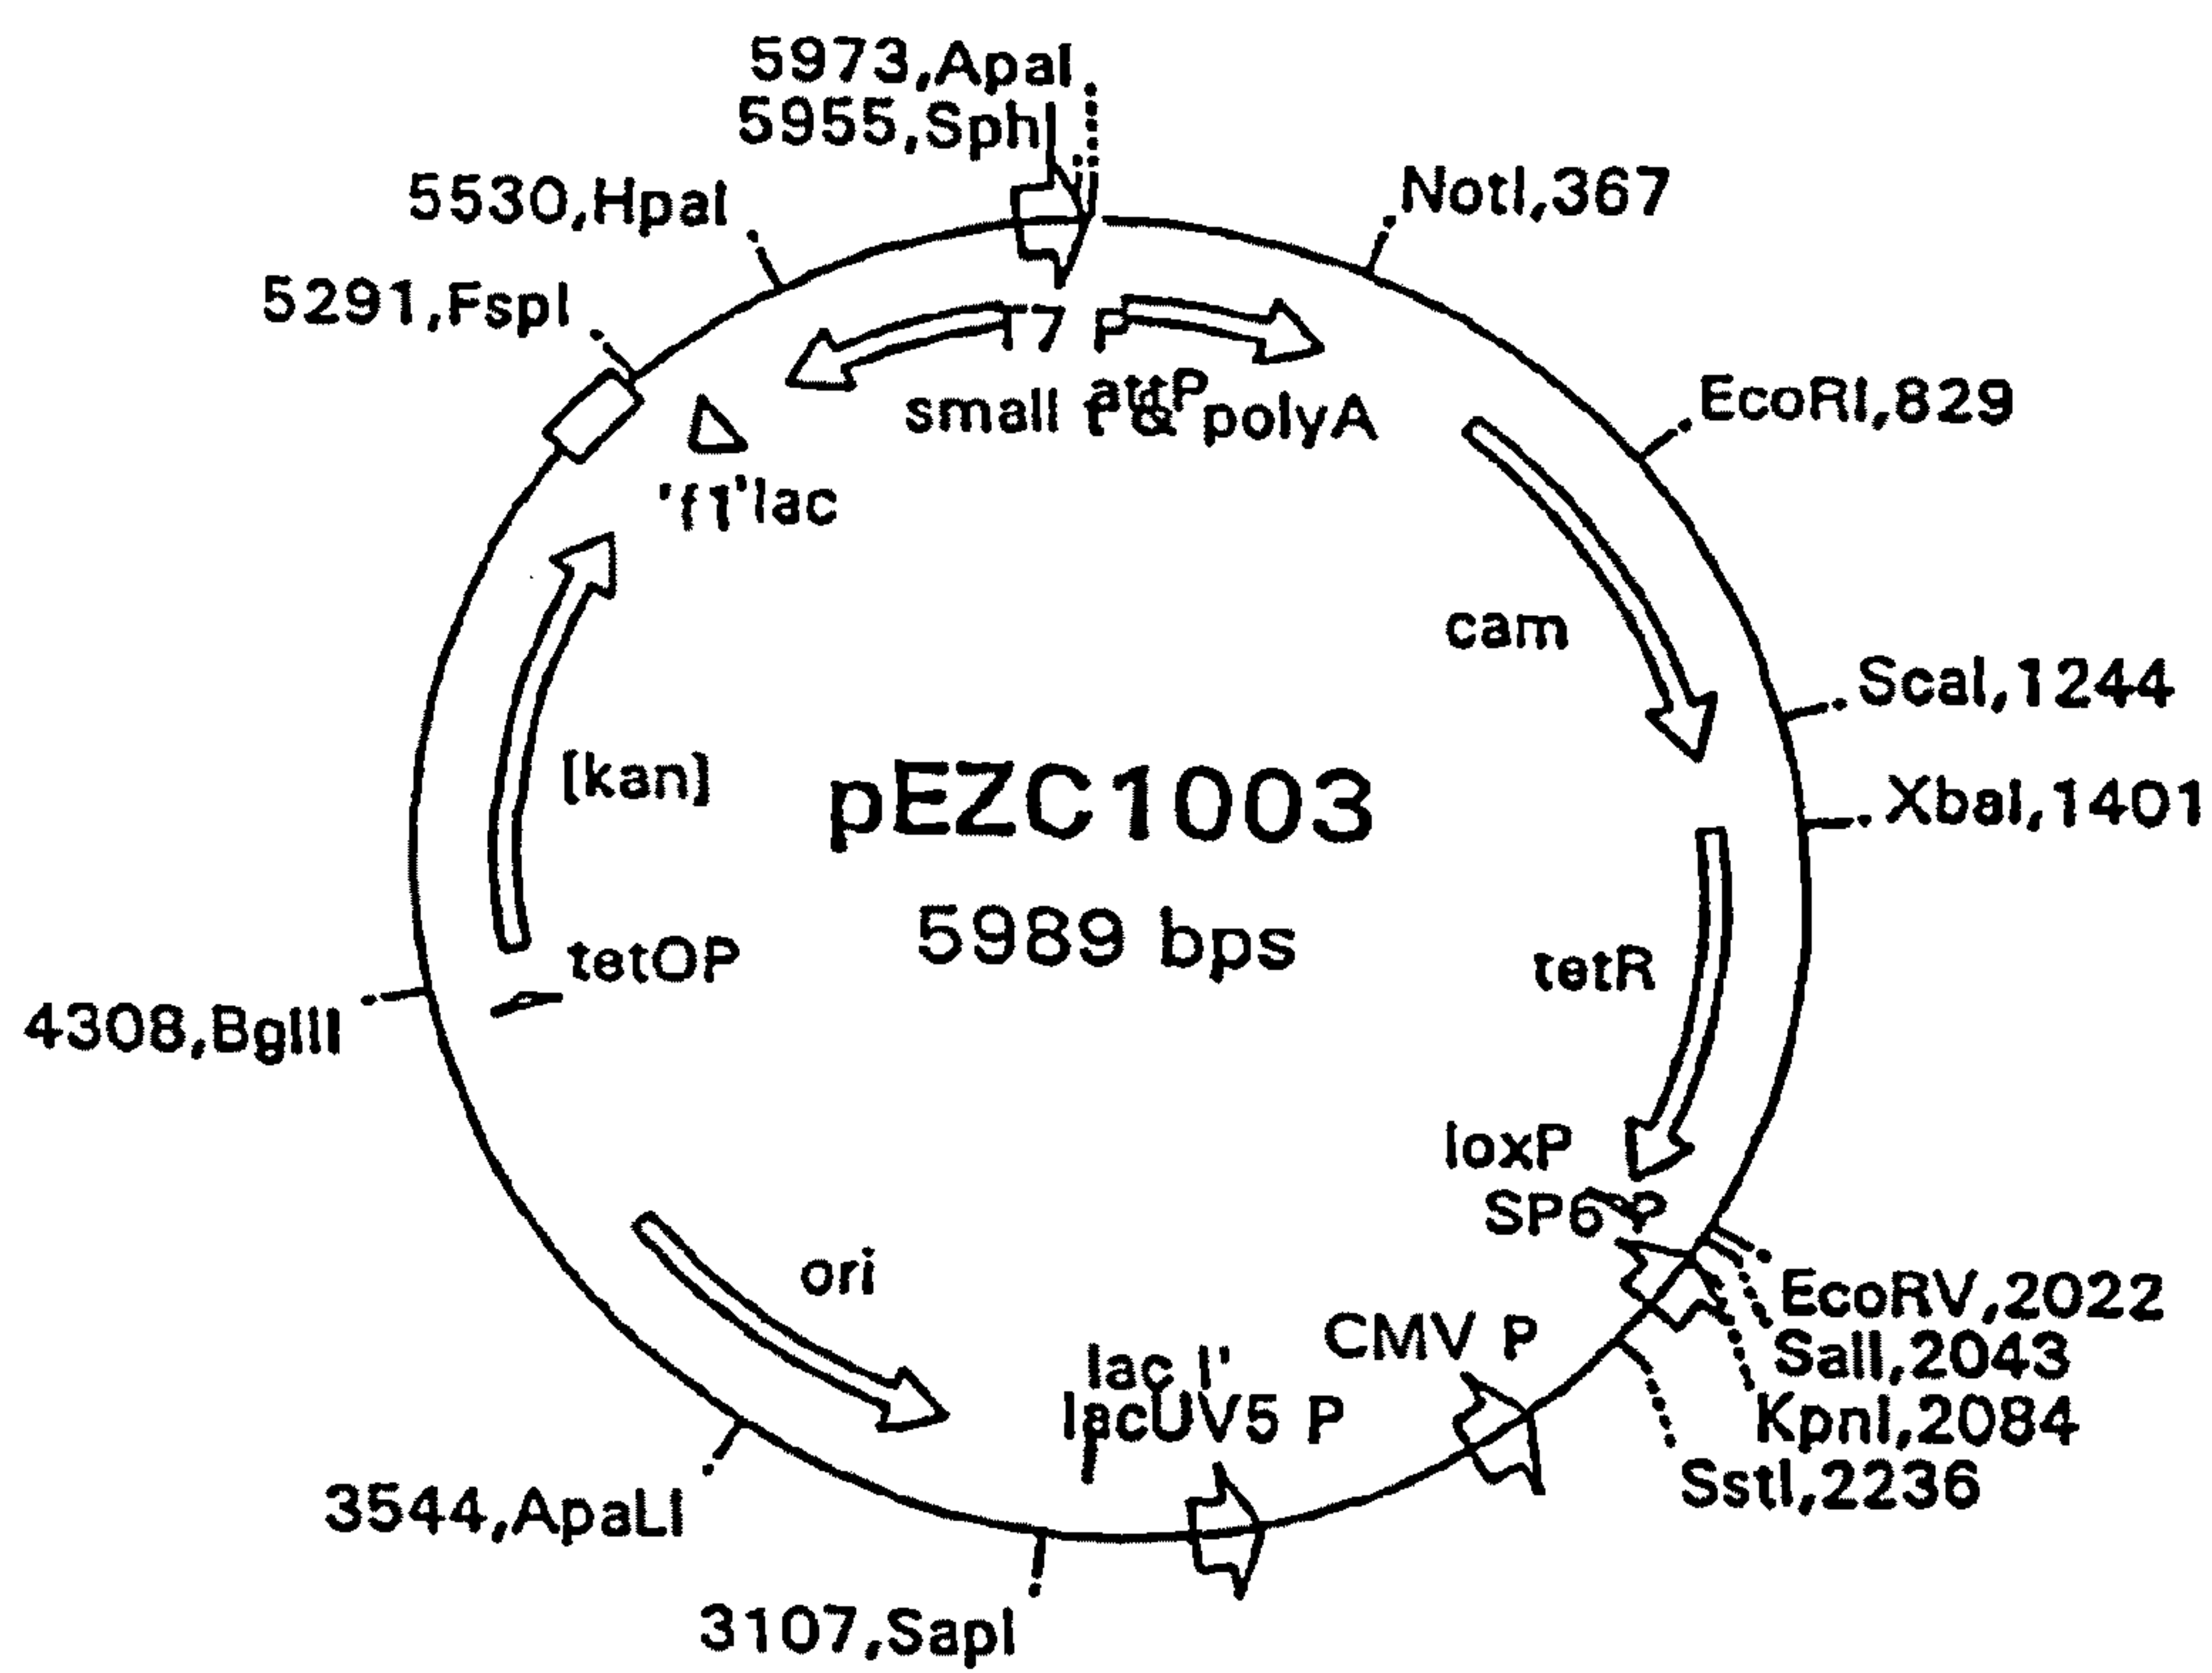 5973,ApaI
5955,SphI
5530,HpaI
NotI,367
5291,FspI
T7 P
attP
small t & polyA
EcoRI,829
'f1'lac
cam
ScaI,1244
[kan]
pEZC1003
XbaI,1401
5989 bps
tetOP
tetR
4308,BglII
loxP
SP6 P
ori
EcoRV,2022
CMV P
SalI,2043
lac I'
lacUV5 P
KpnI,2084
SstI,2236
3544,ApaLI
3107,SapI